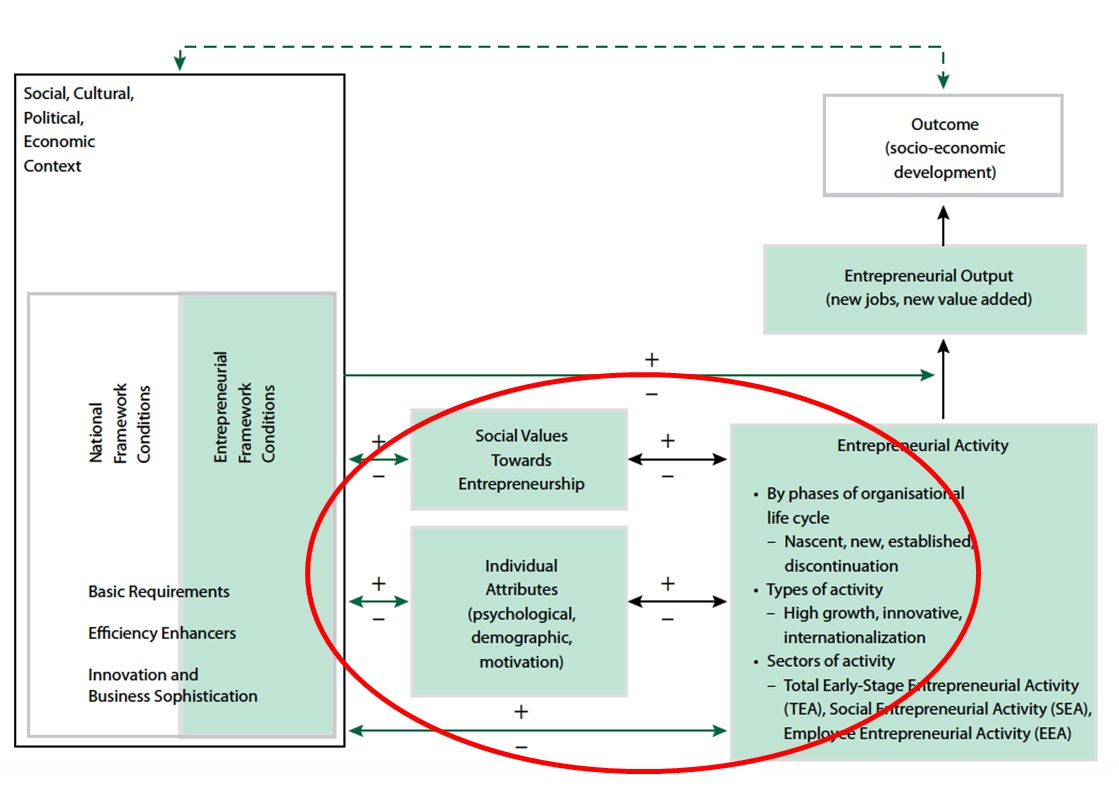 Social, Cultural,
Political,
Economic
Context
National
Framework
Conditions
Entrepreneurial
Framework
Conditions
Basic Requirements
Efficiency Enhancers
Innovation and
Business Sophistication
+
–
+
–
Social Values
Towards
Entrepreneurship
+
–
+
–
Individual
Attributes
(psychological,
demographic,
motivation)
+
–
+
–
Outcome
(socio-economic
development)
Entrepreneurial Output
(new jobs, new value added)
Entrepreneurial Activity
• By phases of organisational
life cycle
– Nascent, new, established,
discontinuation
• Types of activity
– High growth, innovative,
internationalization
• Sectors of activity
– Total Early-Stage Entrepreneurial Activity
(TEA), Social Entrepreneurial Activity (SEA),
Employee Entrepreneurial Activity (EEA)